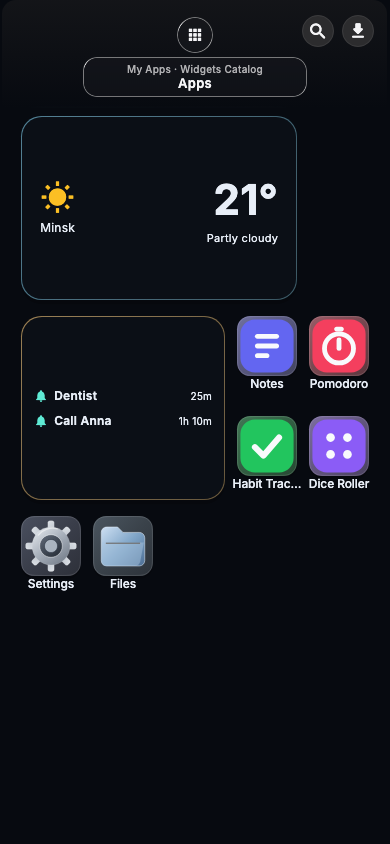 My Apps · Widgets Catalog
Apps
21°
Minsk
Partly cloudy
Dentist 25m
Call Anna 1h 10m
Notes Pomodoro
Habit Trac... Dice Roller
Settings Files